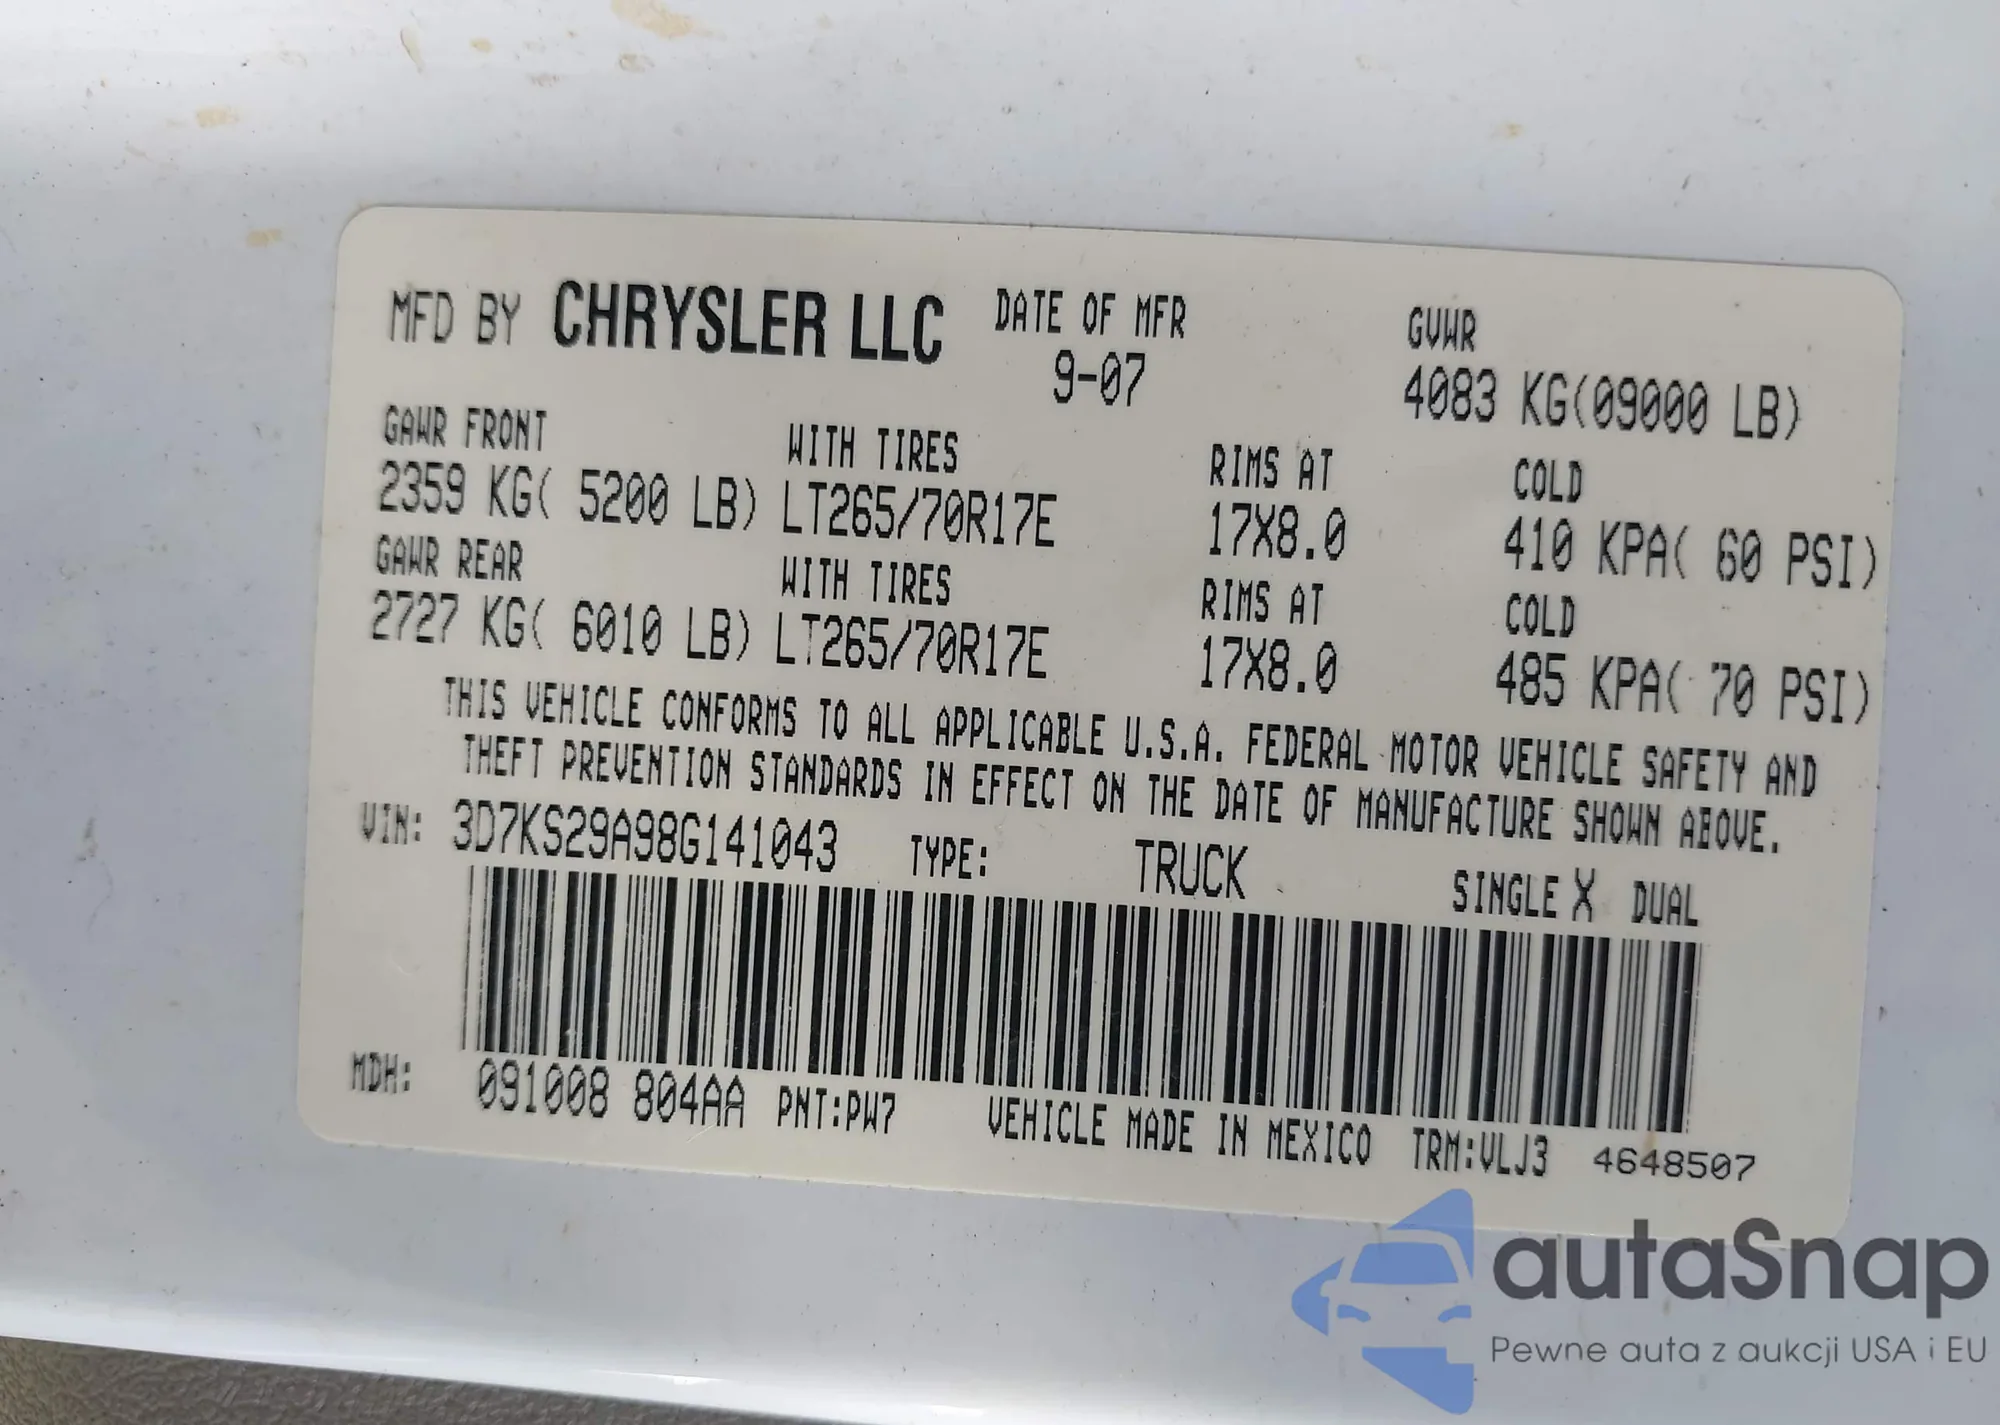 MFD BY CHRYSLER LLC DATE OF MFR GVWR
9-07 4083 KG(09000 LB)
GAWR FRONT WITH TIRES RIMS AT COLD
2359 KG( 5200 LB) LT265/70R17E 17X8.0 410 KPA( 60 PSI)
GAWR REAR WITH TIRES RIMS AT COLD
2727 KG( 6010 LB) LT265/70R17E 17X8.0 485 KPA( 70 PSI)
THIS VEHICLE CONFORMS TO ALL APPLICABLE U.S.A. FEDERAL MOTOR VEHICLE SAFETY AND
THEFT PREVENTION STANDARDS IN EFFECT ON THE DATE OF MANUFACTURE SHOWN ABOVE.
VIN: 3D7KS29A98G141043 TYPE: TRUCK SINGLE X DUAL
MDH: 091008 804AA PNT:PW7 VEHICLE MADE IN MEXICO TRM:VLJ3 4648507
autaSnap
Pewne auta z aukcji USA i EU